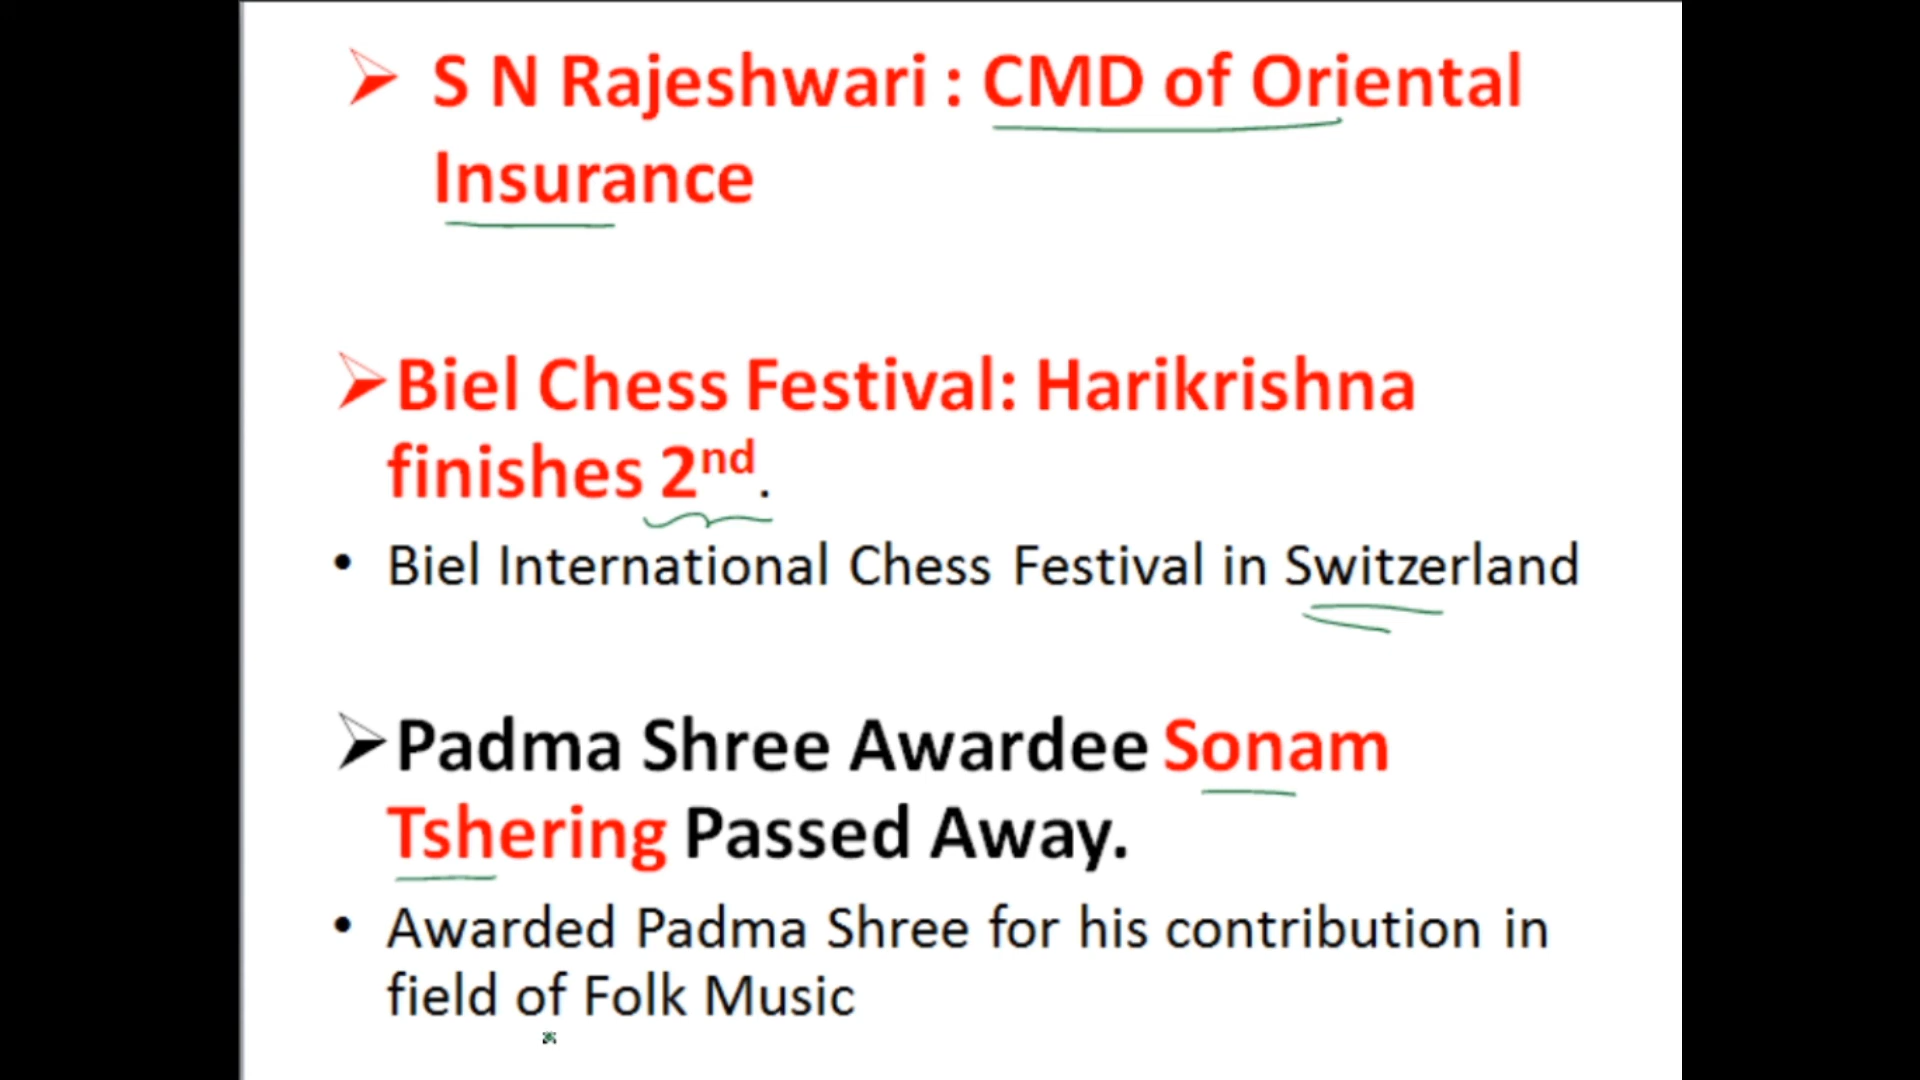 ➢ S N Rajeshwari : CMD of Oriental
Insurance
➢Biel Chess Festival: Harikrishna
finishes 2nd.
• Biel International Chess Festival in Switzerland
➢Padma Shree Awardee Sonam
Tshering Passed Away.
• Awarded Padma Shree for his contribution in
field of Folk Music